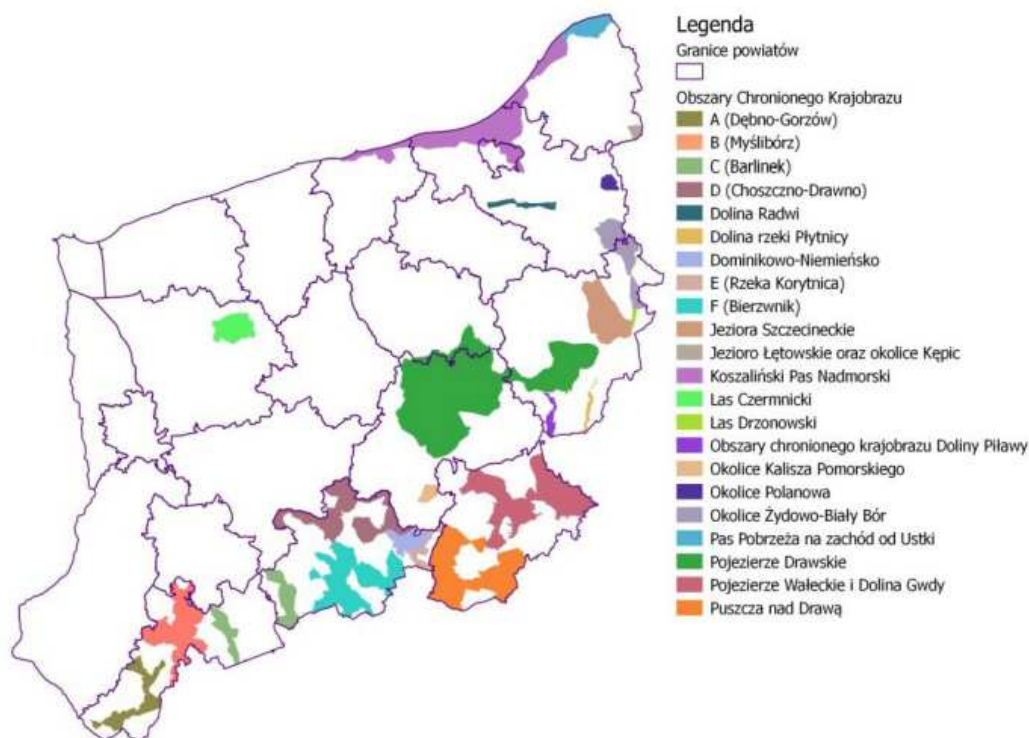 Legenda
Granice powiatów
Obszary Chronionego Krajobrazu
A (Dębno-Gorzów)
B (Myślibórz)
C (Barlinek)
D (Choszczno-Drawno)
Dolina Radwi
Dolina rzeki Płytnicy
Dominikowo-Niemieńsko
E (Rzeka Korytnica)
F (Bierzwnik)
Jeziora Szczecineckie
Jezioro Łętowskie oraz okolice Kępic
Koszaliński Pas Nadmorski
Las Czermnicki
Las Drzonowski
Obszary chronionego krajobrazu Doliny Piławy
Okolice Kalisza Pomorskiego
Okolice Polanowa
Okolice Żydowo-Biały Bór
Pas Pobrzeża na zachód od Ustki
Pojezierze Drawskie
Pojezierze Wałeckie i Dolina Gwdy
Puszcza nad Drawą